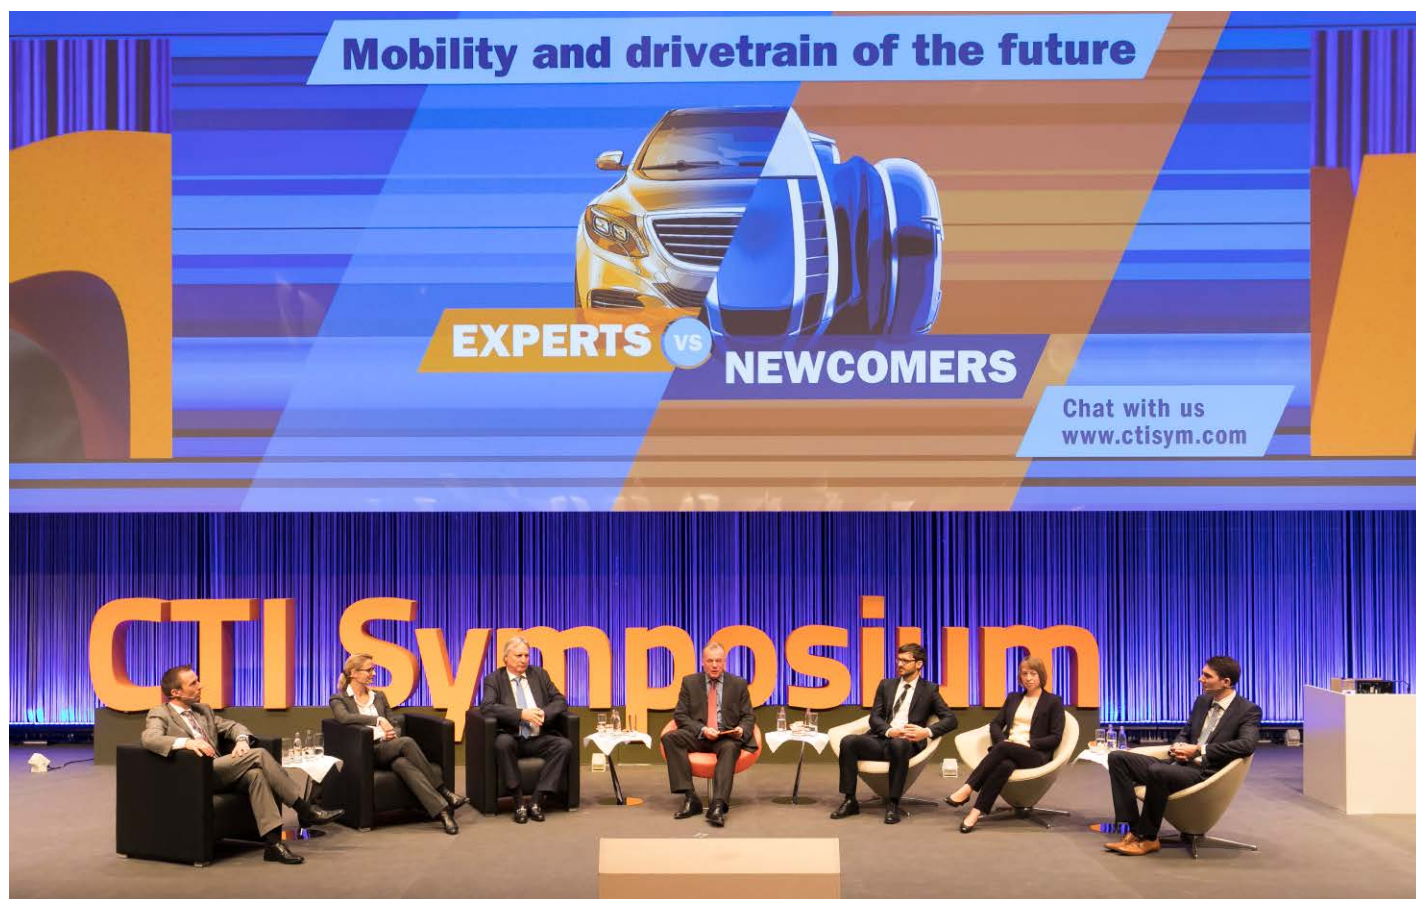 Mobility and drivetrain of the future
EXPERTS vs NEWCOMERS
Chat with us
www.ctisym.com
CTI Symposium